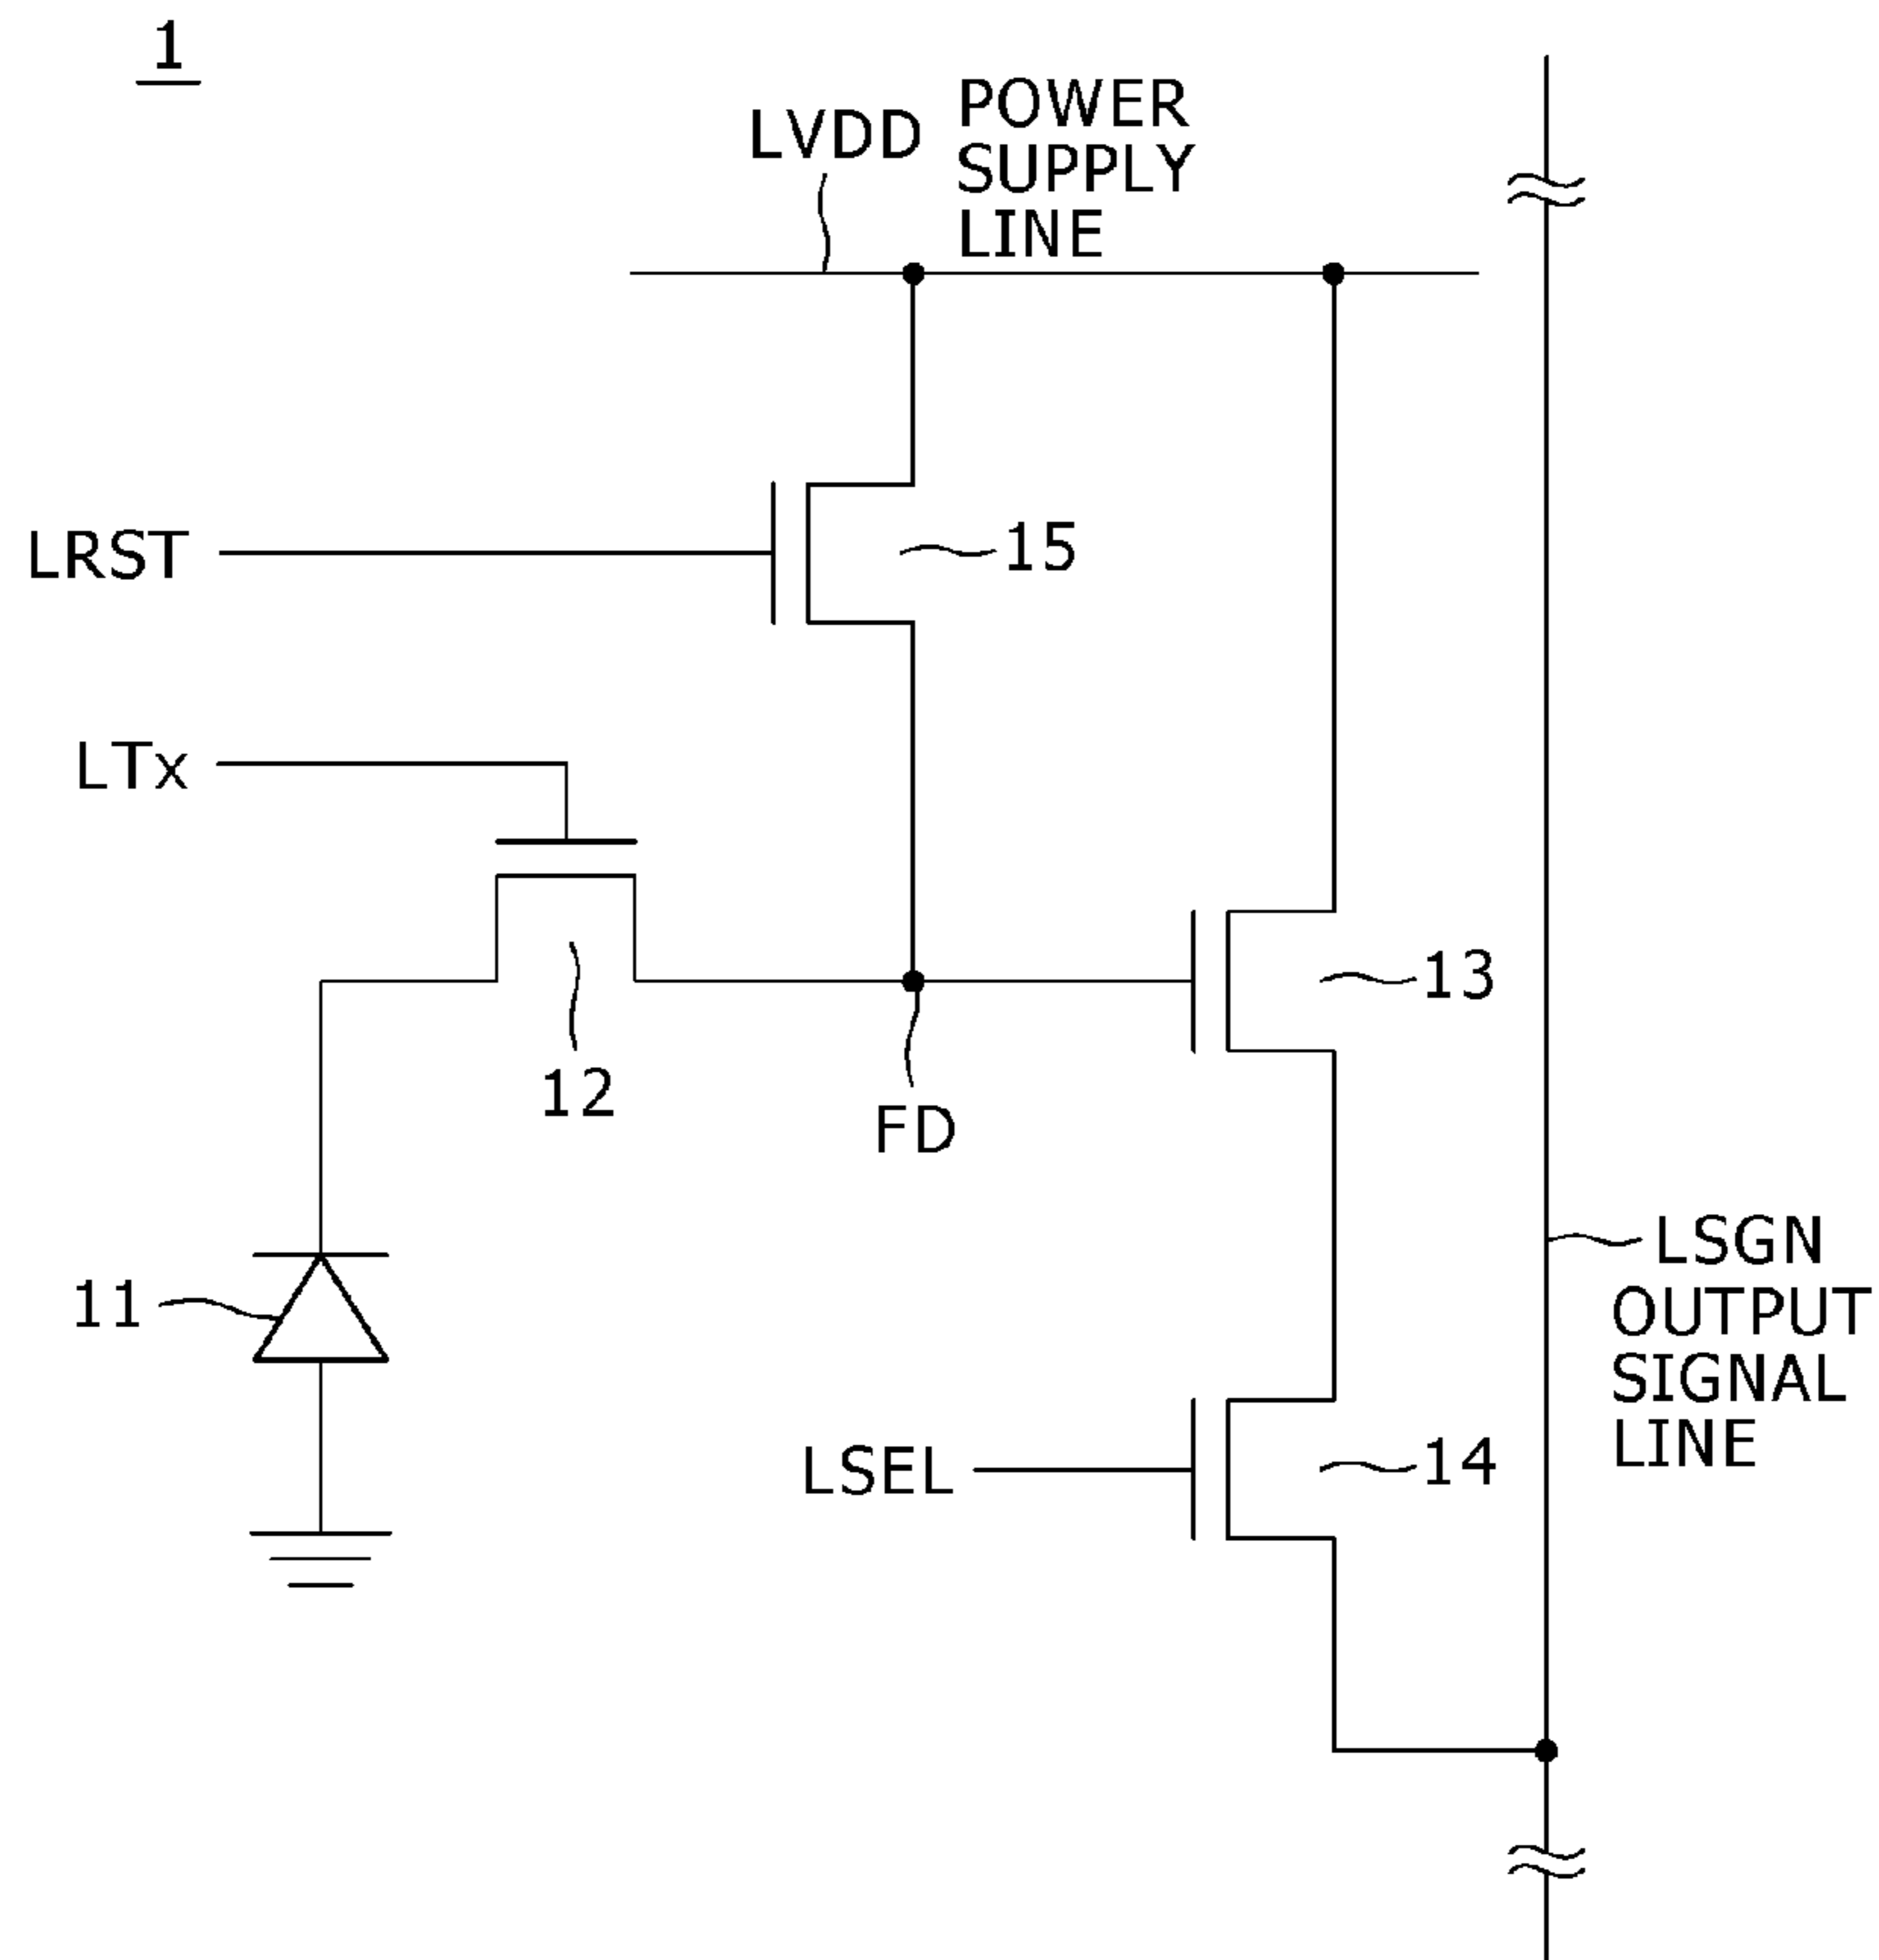 1
LVDD
POWER
SUPPLY
LINE
LRST
15
LTx
13
12
FD
LSGN
OUTPUT
SIGNAL
LINE
11
LSEL
14